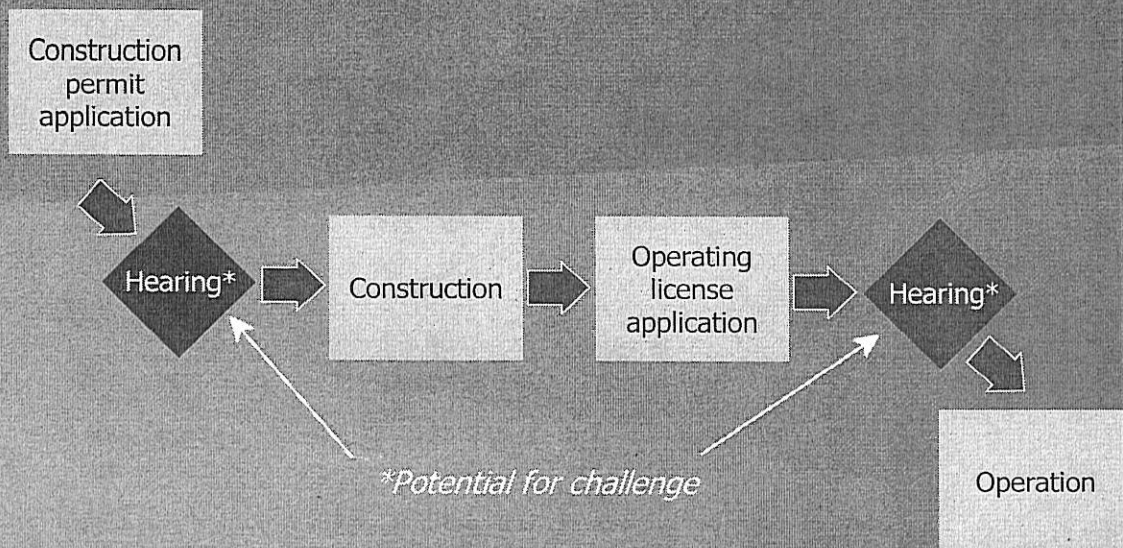 Construction
permit
application
Hearing*
Construction
Operating
license
application
Hearing*
*Potential for challenge
Operation